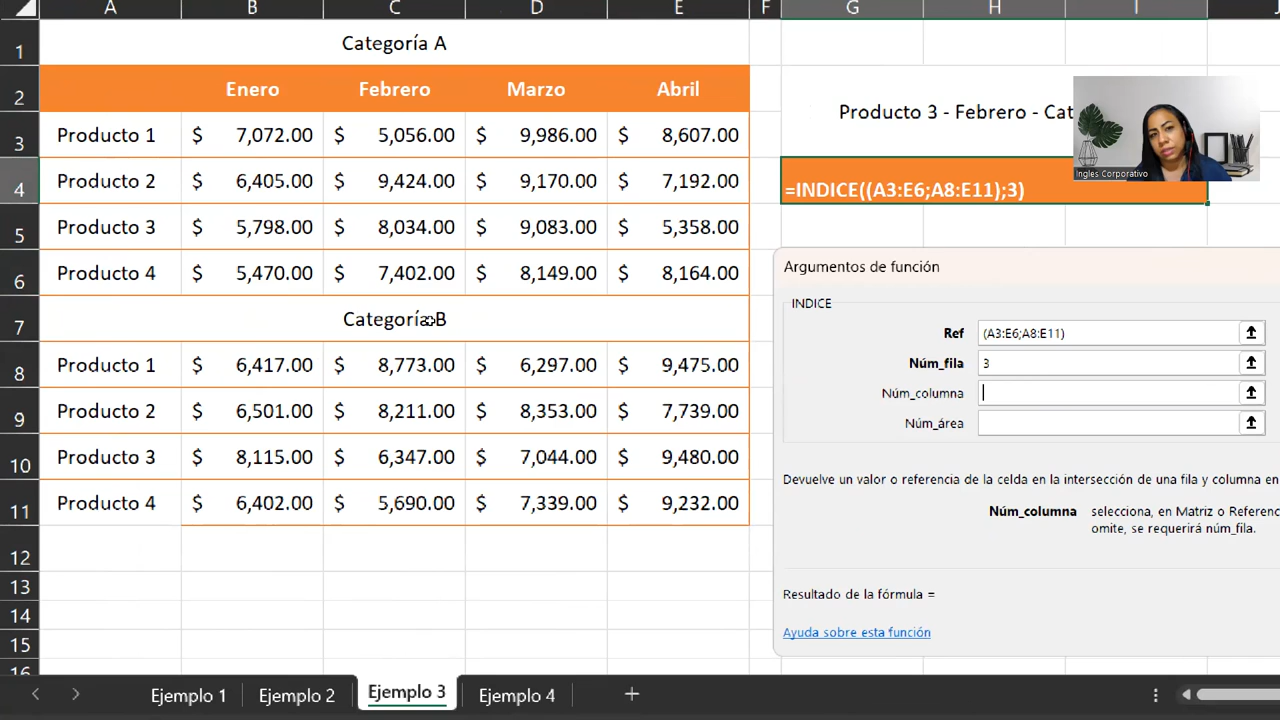 A B C D E F G H I
1 Categoría A
2 Enero Febrero Marzo Abril
3 Producto 1 $ 7,072.00 $ 5,056.00 $ 9,986.00 $ 8,607.00
Producto 3 - Febrero - Cat
4 Producto 2 $ 6,405.00 $ 9,424.00 $ 9,170.00 $ 7,192.00
=INDICE((A3:E6;A8:E11);3)
Ingles Corporativo
5 Producto 3 $ 5,798.00 $ 8,034.00 $ 9,083.00 $ 5,358.00
6 Producto 4 $ 5,470.00 $ 7,402.00 $ 8,149.00 $ 8,164.00
7 Categoría B
8 Producto 1 $ 6,417.00 $ 8,773.00 $ 6,297.00 $ 9,475.00
9 Producto 2 $ 6,501.00 $ 8,211.00 $ 8,353.00 $ 7,739.00
10 Producto 3 $ 8,115.00 $ 6,347.00 $ 7,044.00 $ 9,480.00
11 Producto 4 $ 6,402.00 $ 5,690.00 $ 7,339.00 $ 9,232.00
12
13
14
15
16
Argumentos de función
INDICE
Ref (A3:E6;A8:E11)
Núm_fila 3
Núm_columna
Núm_área
Devuelve un valor o referencia de la celda en la intersección de una fila y columna en
Núm_columna selecciona, en Matriz o Referenc
omite, se requerirá núm_fila.
Resultado de la fórmula =
Ayuda sobre esta función
Ejemplo 1 Ejemplo 2 Ejemplo 3 Ejemplo 4 +